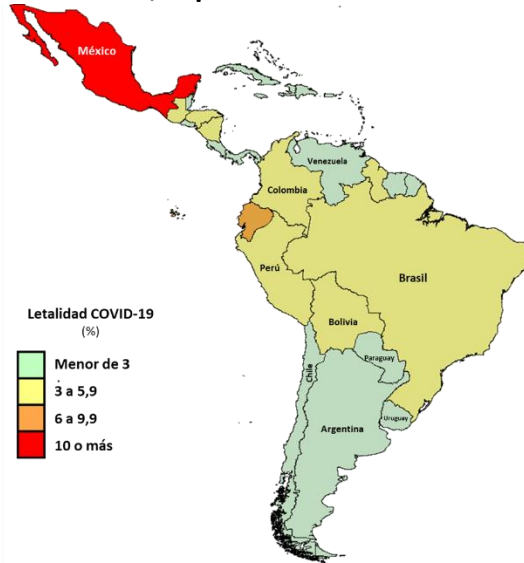 México
Venezuela
Colombia
Perú
Brasil
Bolivia
Paraguay
Chile
Uruguay
Argentina
Letalidad COVID-19
(%)
Menor de 3
3 a 5,9
6 a 9,9
10 o más